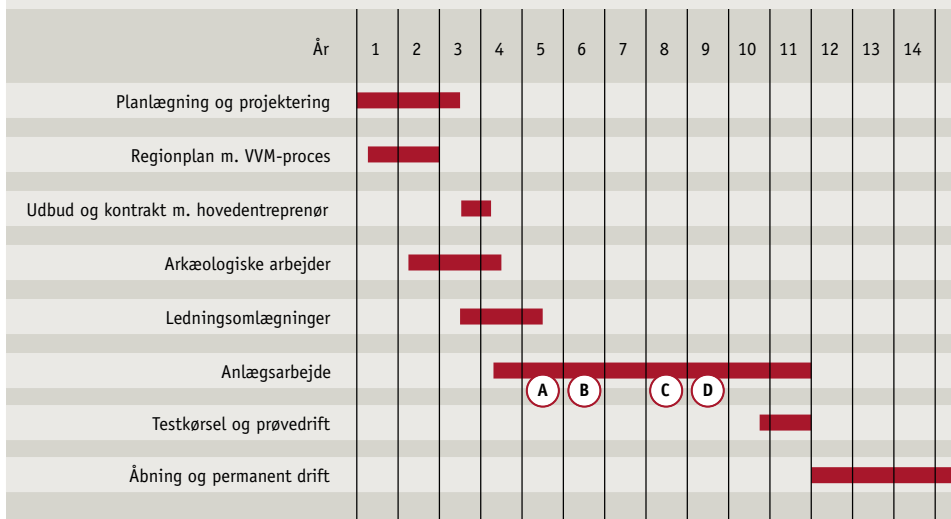 År 1 2 3 4 5 6 7 8 9 10 11 12 13 14
Planlægning og projektering
Regionplan m. VVM-proces
Udbud og kontrakt m. hovedentreprenør
Arkæologiske arbejder
Ledningsomlægninger
Anlægsarbejde
A B C D
Testkørsel og prøvedrift
Åbning og permanent drift